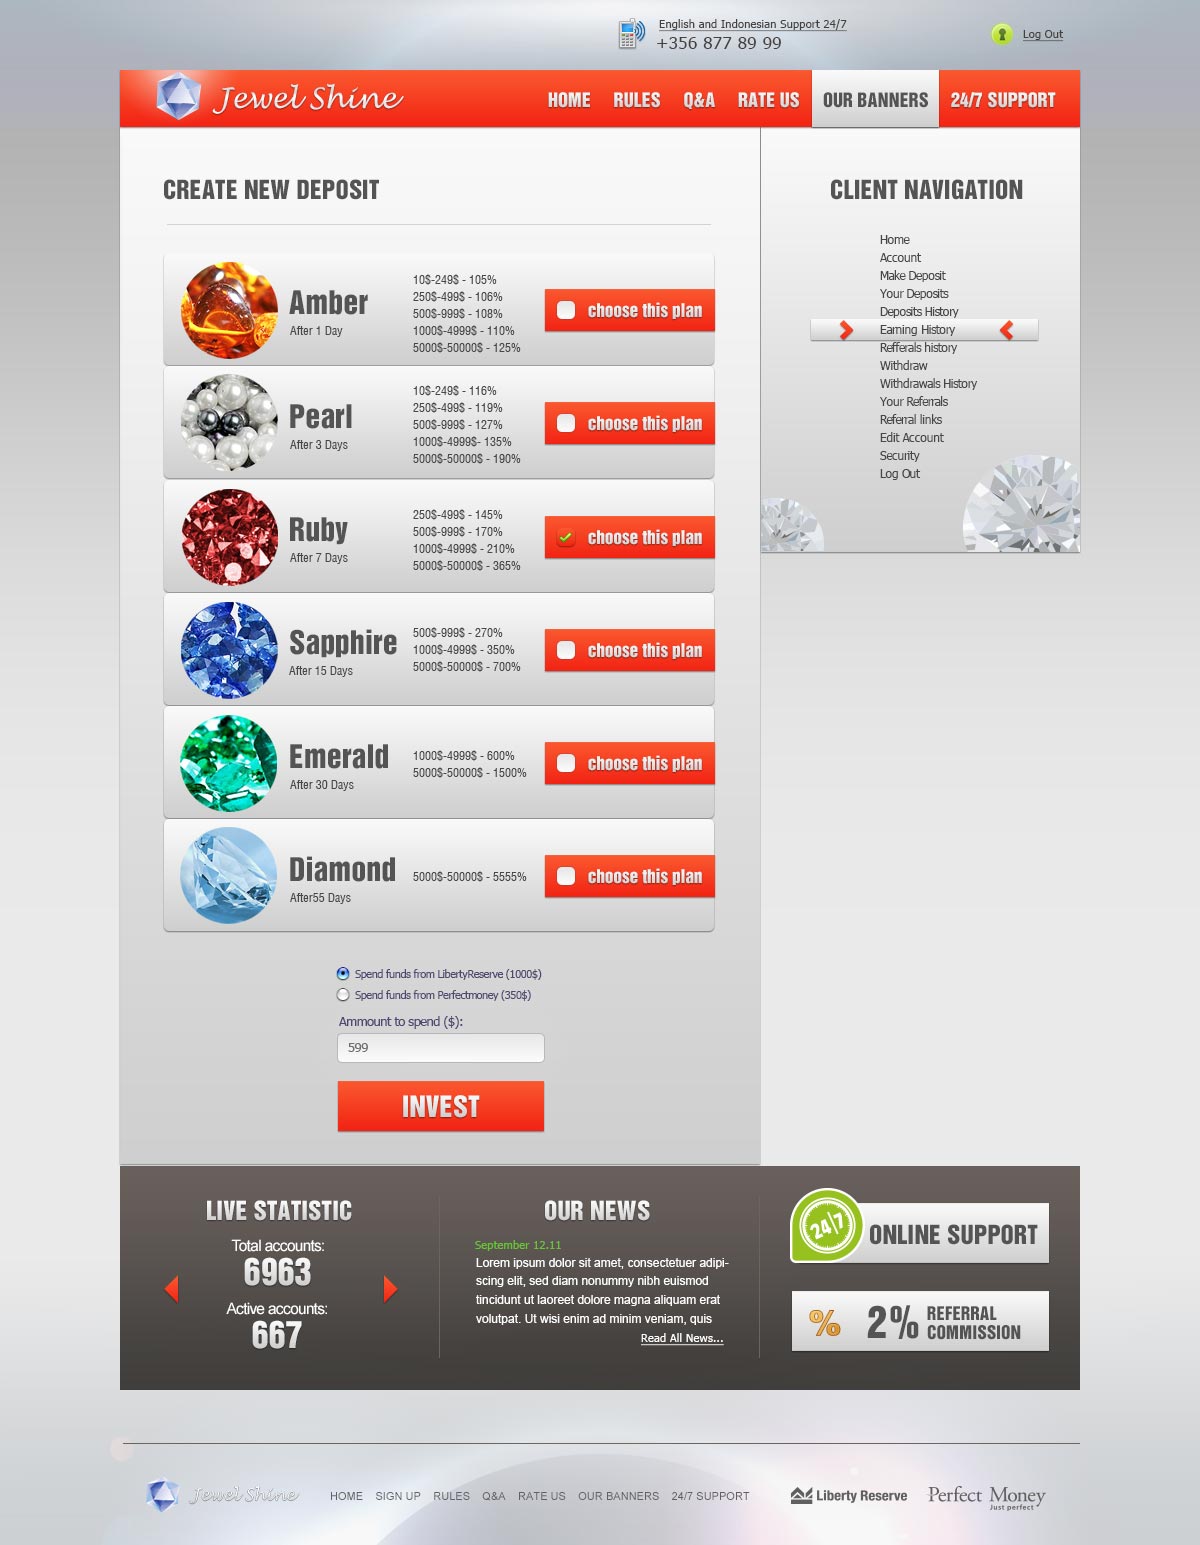 English and Indonesian Support 24/7
+356 877 89 99
Log Out
Jewel Shine
HOME RULES Q&A RATE US OUR BANNERS 24/7 SUPPORT
CREATE NEW DEPOSIT
Amber
After 1 Day
10$-249$ - 105%
250$-499$ - 106%
500$-999$ - 108%
1000$-4999$ - 110%
5000$-50000$ - 125%
choose this plan
Pearl
After 3 Days
10$-249$ - 116%
250$-499$ - 119%
500$-999$ - 127%
1000$-4999$- 135%
5000$-50000$ - 190%
choose this plan
Ruby
After 7 Days
250$-499$ - 145%
500$-999$ - 170%
1000$-4999$ - 210%
5000$-50000$ - 365%
choose this plan
Sapphire
After 15 Days
500$-999$ - 270%
1000$-4999$ - 350%
5000$-50000$ - 700%
choose this plan
Emerald
After 30 Days
1000$-4999$ - 600%
5000$-50000$ - 1500%
choose this plan
Diamond
After55 Days
5000$-50000$ - 5555%
choose this plan
Spend funds from LibertyReserve (1000$)
Spend funds from Perfectmoney (350$)
Ammount to spend ($):
599
INVEST
CLIENT NAVIGATION
Home
Account
Make Deposit
Your Deposits
Deposits History
Earning History
Refferals history
Withdraw
Withdrawals History
Your Referrals
Referral links
Edit Account
Security
Log Out
LIVE STATISTIC
Total accounts:
6963
Active accounts:
667
OUR NEWS
September 12.11
Lorem ipsum dolor sit amet, consectetuer adipi-
scing elit, sed diam nonummy nibh euismod
tincidunt ut laoreet dolore magna aliquam erat
volutpat. Ut wisi enim ad minim veniam, quis
Read All News...
24/7
ONLINE SUPPORT
% 2% REFERRAL
COMMISSION
Jewel Shine
HOME SIGN UP RULES Q&A RATE US OUR BANNERS 24/7 SUPPORT
Liberty Reserve
Perfect Money
Just perfect